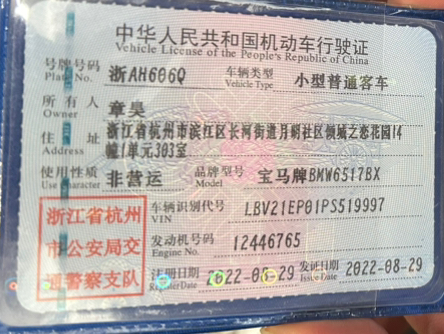 中华人民共和国机动车行驶证
Vehicle License of the People's Republic of China
号牌号码 浙AH606Q 车辆类型 小型普通客车
Plate No. Vehicle Type
所有人 章昊
Owner
住址 浙江省杭州市滨江区长河街道月明社区倾城之恋花园14
Address 幢1单元303室
使用性质 非营运 品牌型号 宝马牌BMW6517BX
Use Character Model
浙江省杭州 车辆识别代号 LBV21EP01PS519997
VIN
市公安局交 发动机号码 12446765
Engine No.
通警察支队 注册日期 2022-08-29 发证日期 2022-08-29
Register Date Issue Date